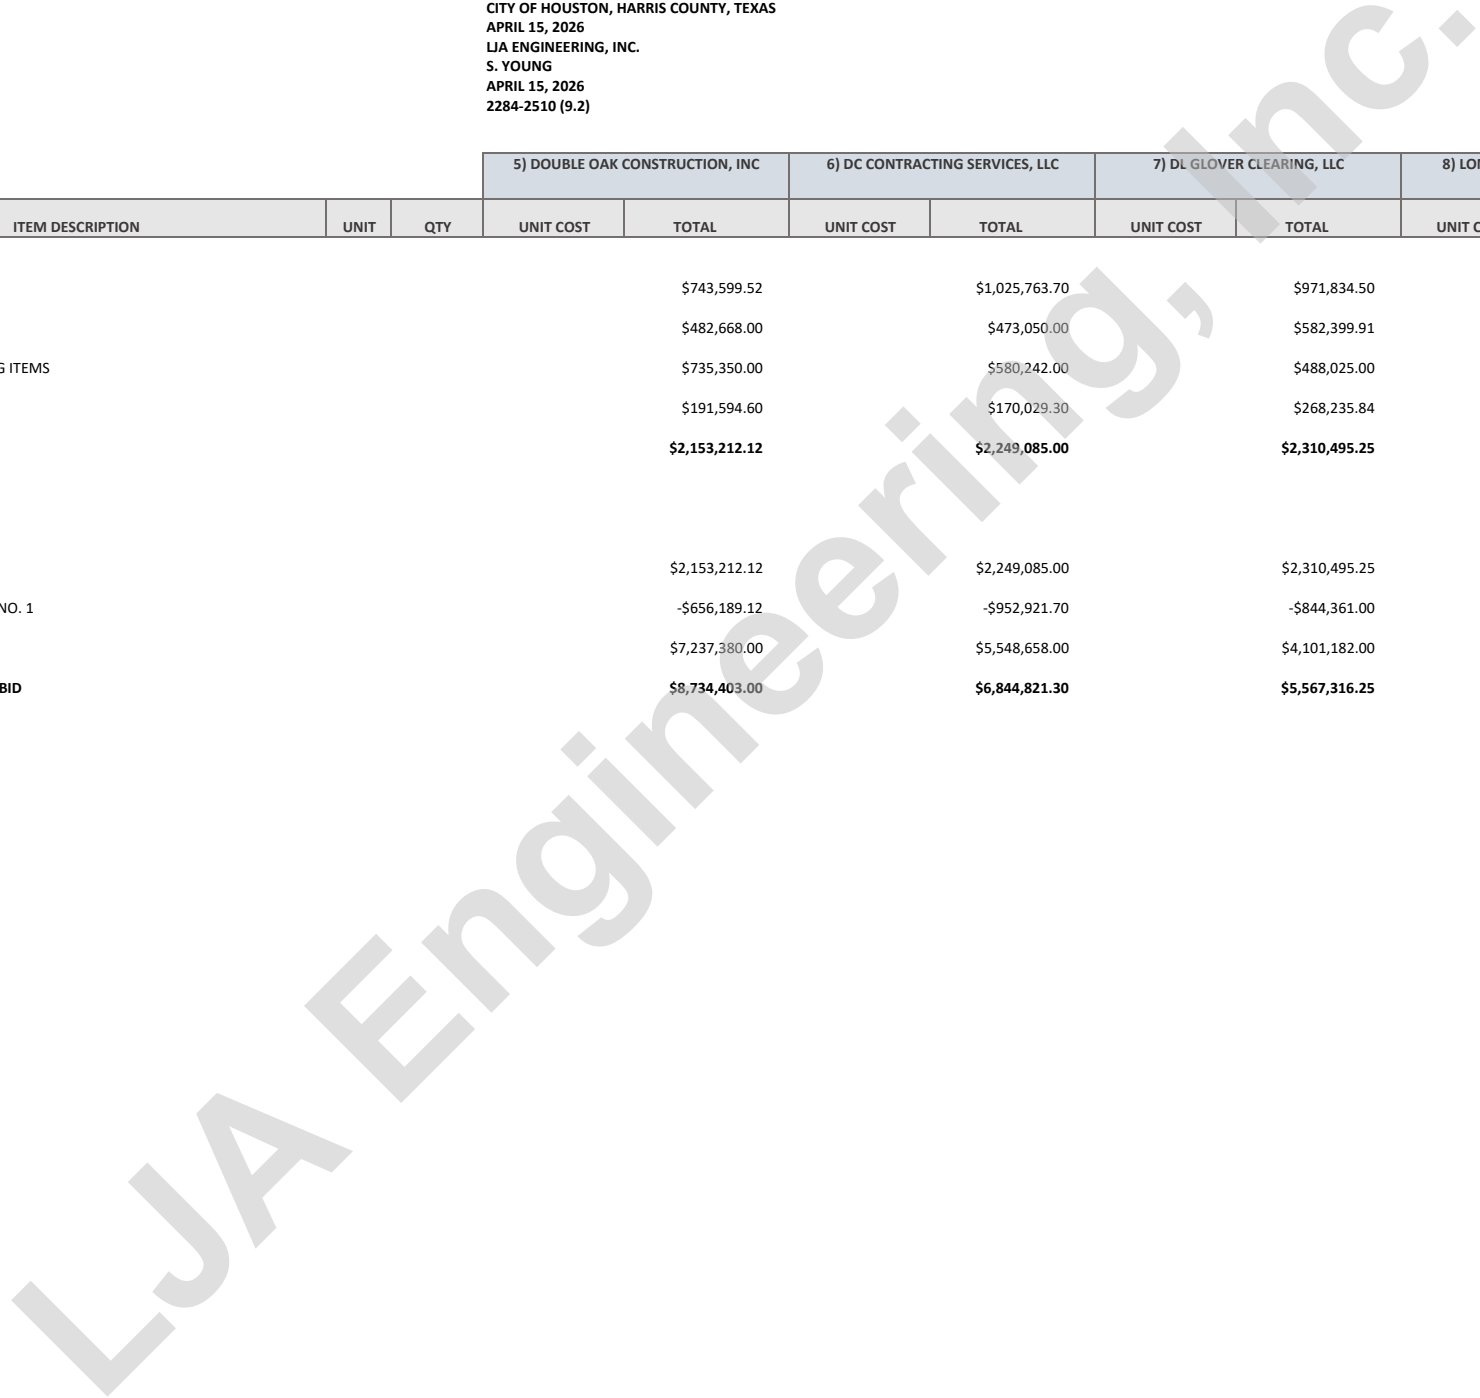 CITY OF HOUSTON, HARRIS COUNTY, TEXAS
APRIL 15, 2026
LJA ENGINEERING, INC.
S. YOUNG
APRIL 15, 2026
2284-2510 (9.2)
5) DOUBLE OAK CONSTRUCTION, INC 6) DC CONTRACTING SERVICES, LLC 7) DL GLOVER CLEARING, LLC 8)
ITEM DESCRIPTION UNIT QTY UNIT COST TOTAL UNIT COST TOTAL UNIT COST TOTAL UNIT
$743,599.52 $1,025,763.70 $971,834.50
$482,668.00 $473,050.00 $582,399.91
ITEMS $735,350.00 $580,242.00 $488,025.00
$191,594.60 $170,029.30 $268,235.84
$2,153,212.12 $2,249,085.00 $2,310,495.25
$2,153,212.12 $2,249,085.00 $2,310,495.25
NO. 1 -$656,189.12 -$952,921.70 -$844,361.00
$7,237,380.00 $5,548,658.00 $4,101,182.00
BID $8,734,403.00 $6,844,821.30 $5,567,316.25
LJA Engineering, Inc.